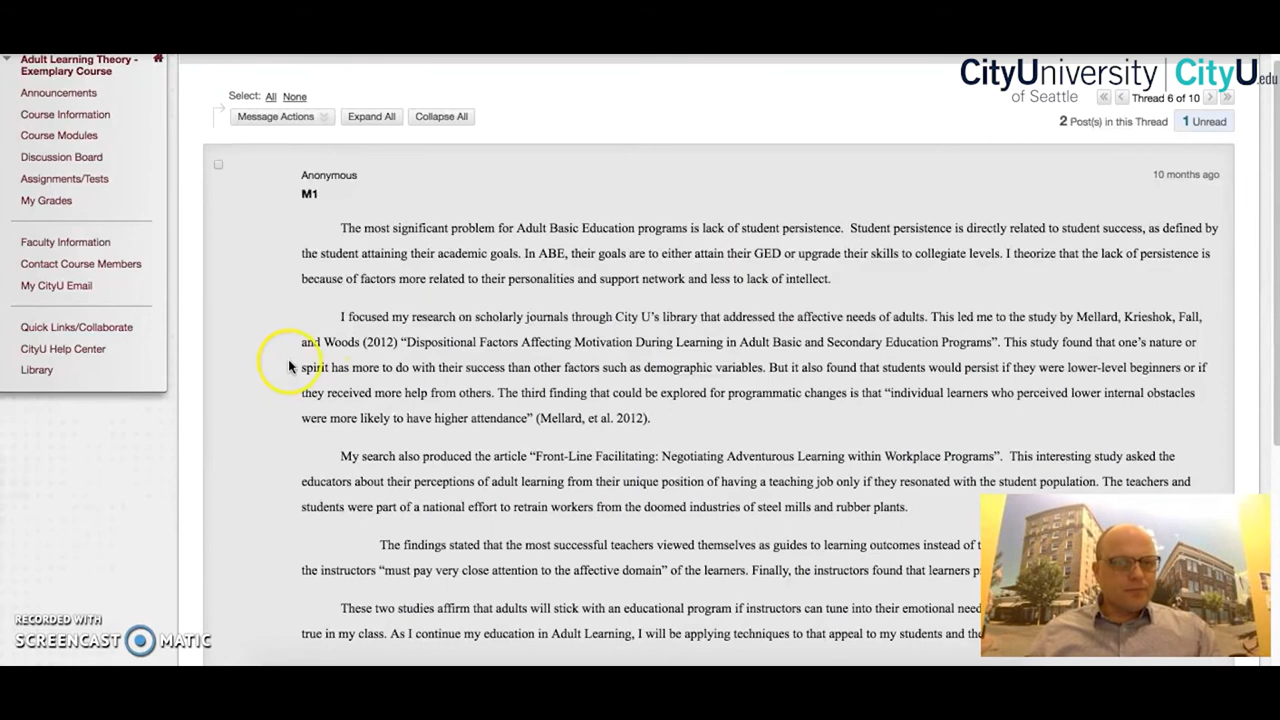 Adult Learning Theory -
Exemplary Course
Announcements
Course Information
Course Modules
Discussion Board
Assignments/Tests
My Grades
Faculty Information
Contact Course Members
My CityU Email
Quick Links/Collaborate
CityU Help Center
Library
CityUniversity | CityU.edu
of Seattle
Select: All None
Thread 6 of 10
Message Actions Expand All Collapse All
2 Post(s) in this Thread 1 Unread
Anonymous 10 months ago
M1
The most significant problem for Adult Basic Education programs is lack of student persistence. Student persistence is directly related to student success, as defined by
the student attaining their academic goals. In ABE, their goals are to either attain their GED or upgrade their skills to collegiate levels. I theorize that the lack of persistence is
because of factors more related to their personalities and support network and less to lack of intellect.
I focused my research on scholarly journals through City U's library that addressed the affective needs of adults. This led me to the study by Mellard, Krieshok, Fall,
and Woods (2012) “Dispositional Factors Affecting Motivation During Learning in Adult Basic and Secondary Education Programs”. This study found that one's nature or
spirit has more to do with their success than other factors such as demographic variables. But it also found that students would persist if they were lower-level beginners or if
they received more help from others. The third finding that could be explored for programmatic changes is that “individual learners who perceived lower internal obstacles
were more likely to have higher attendance” (Mellard, et al. 2012).
My search also produced the article “Front-Line Facilitating: Negotiating Adventurous Learning within Workplace Programs”. This interesting study asked the
educators about their perceptions of adult learning from their unique position of having a teaching job only if they resonated with the student population. The teachers and
students were part of a national effort to retrain workers from the doomed industries of steel mills and rubber plants.
The findings stated that the most successful teachers viewed themselves as guides to learning outcomes instead of
the instructors “must pay very close attention to the affective domain” of the learners. Finally, the instructors found that learners
These two studies affirm that adults will stick with an educational program if instructors can tune into their emotional
true in my class. As I continue my education in Adult Learning, I will be applying techniques to that appeal to my students and
RECORDED WITH
SCREENCAST MATIC